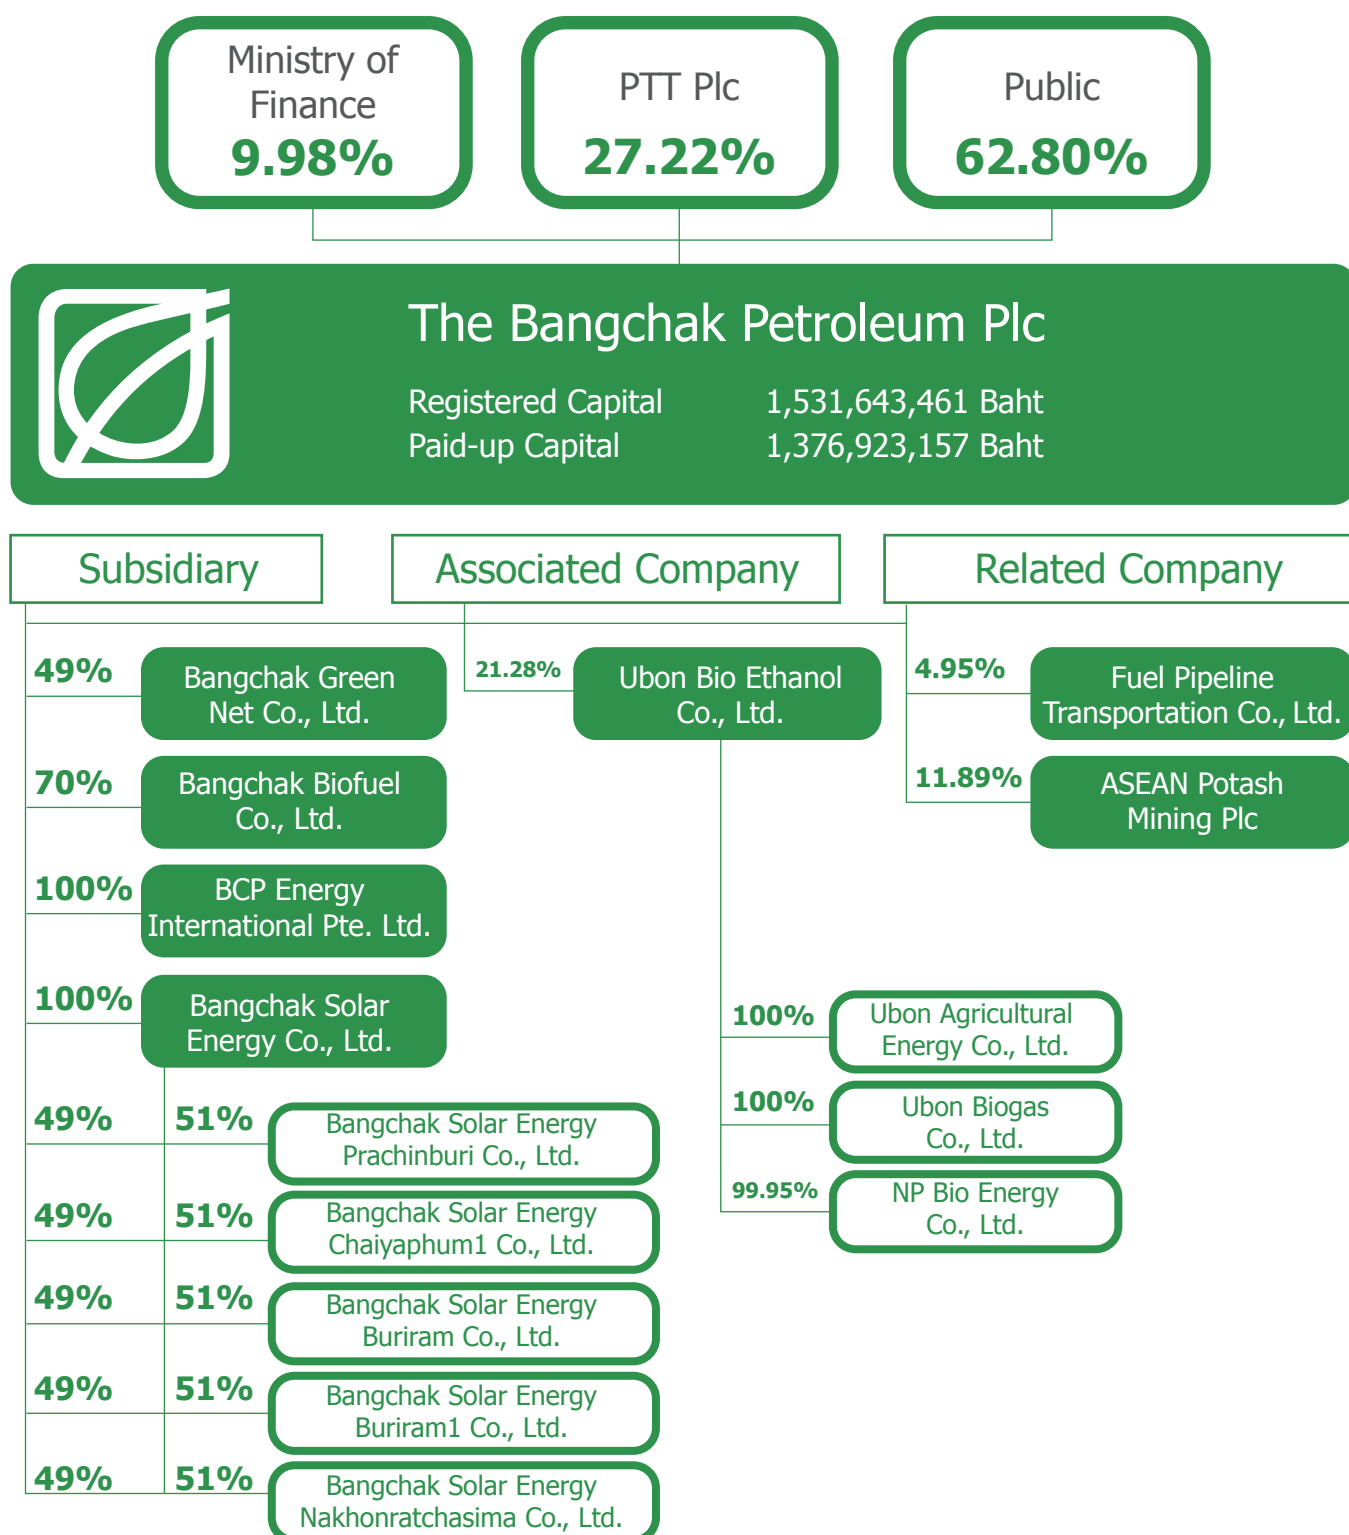 Ministry of
Finance
9.98%
PTT Plc
27.22%
Public
62.80%
The Bangchak Petroleum Plc
Registered Capital 1,531,643,461 Baht
Paid-up Capital 1,376,923,157 Baht
Subsidiary
49%
Bangchak Green
Net Co., Ltd.
70%
Bangchak Biofuel
Co., Ltd.
100%
BCP Energy
International Pte. Ltd.
100%
Bangchak Solar
Energy Co., Ltd.
49% 51%
Bangchak Solar Energy
Prachinburi Co., Ltd.
49% 51%
Bangchak Solar Energy
Chaiyaphum1 Co., Ltd.
49% 51%
Bangchak Solar Energy
Buriram Co., Ltd.
49% 51%
Bangchak Solar Energy
Buriram1 Co., Ltd.
49% 51%
Bangchak Solar Energy
Nakhonratchasima Co., Ltd.
Associated Company
21.28%
Ubon Bio Ethanol
Co., Ltd.
100%
Ubon Agricultural
Energy Co., Ltd.
100%
Ubon Biogas
Co., Ltd.
99.95%
NP Bio Energy
Co., Ltd.
Related Company
4.95%
Fuel Pipeline
Transportation Co., Ltd.
11.89%
ASEAN Potash
Mining Plc